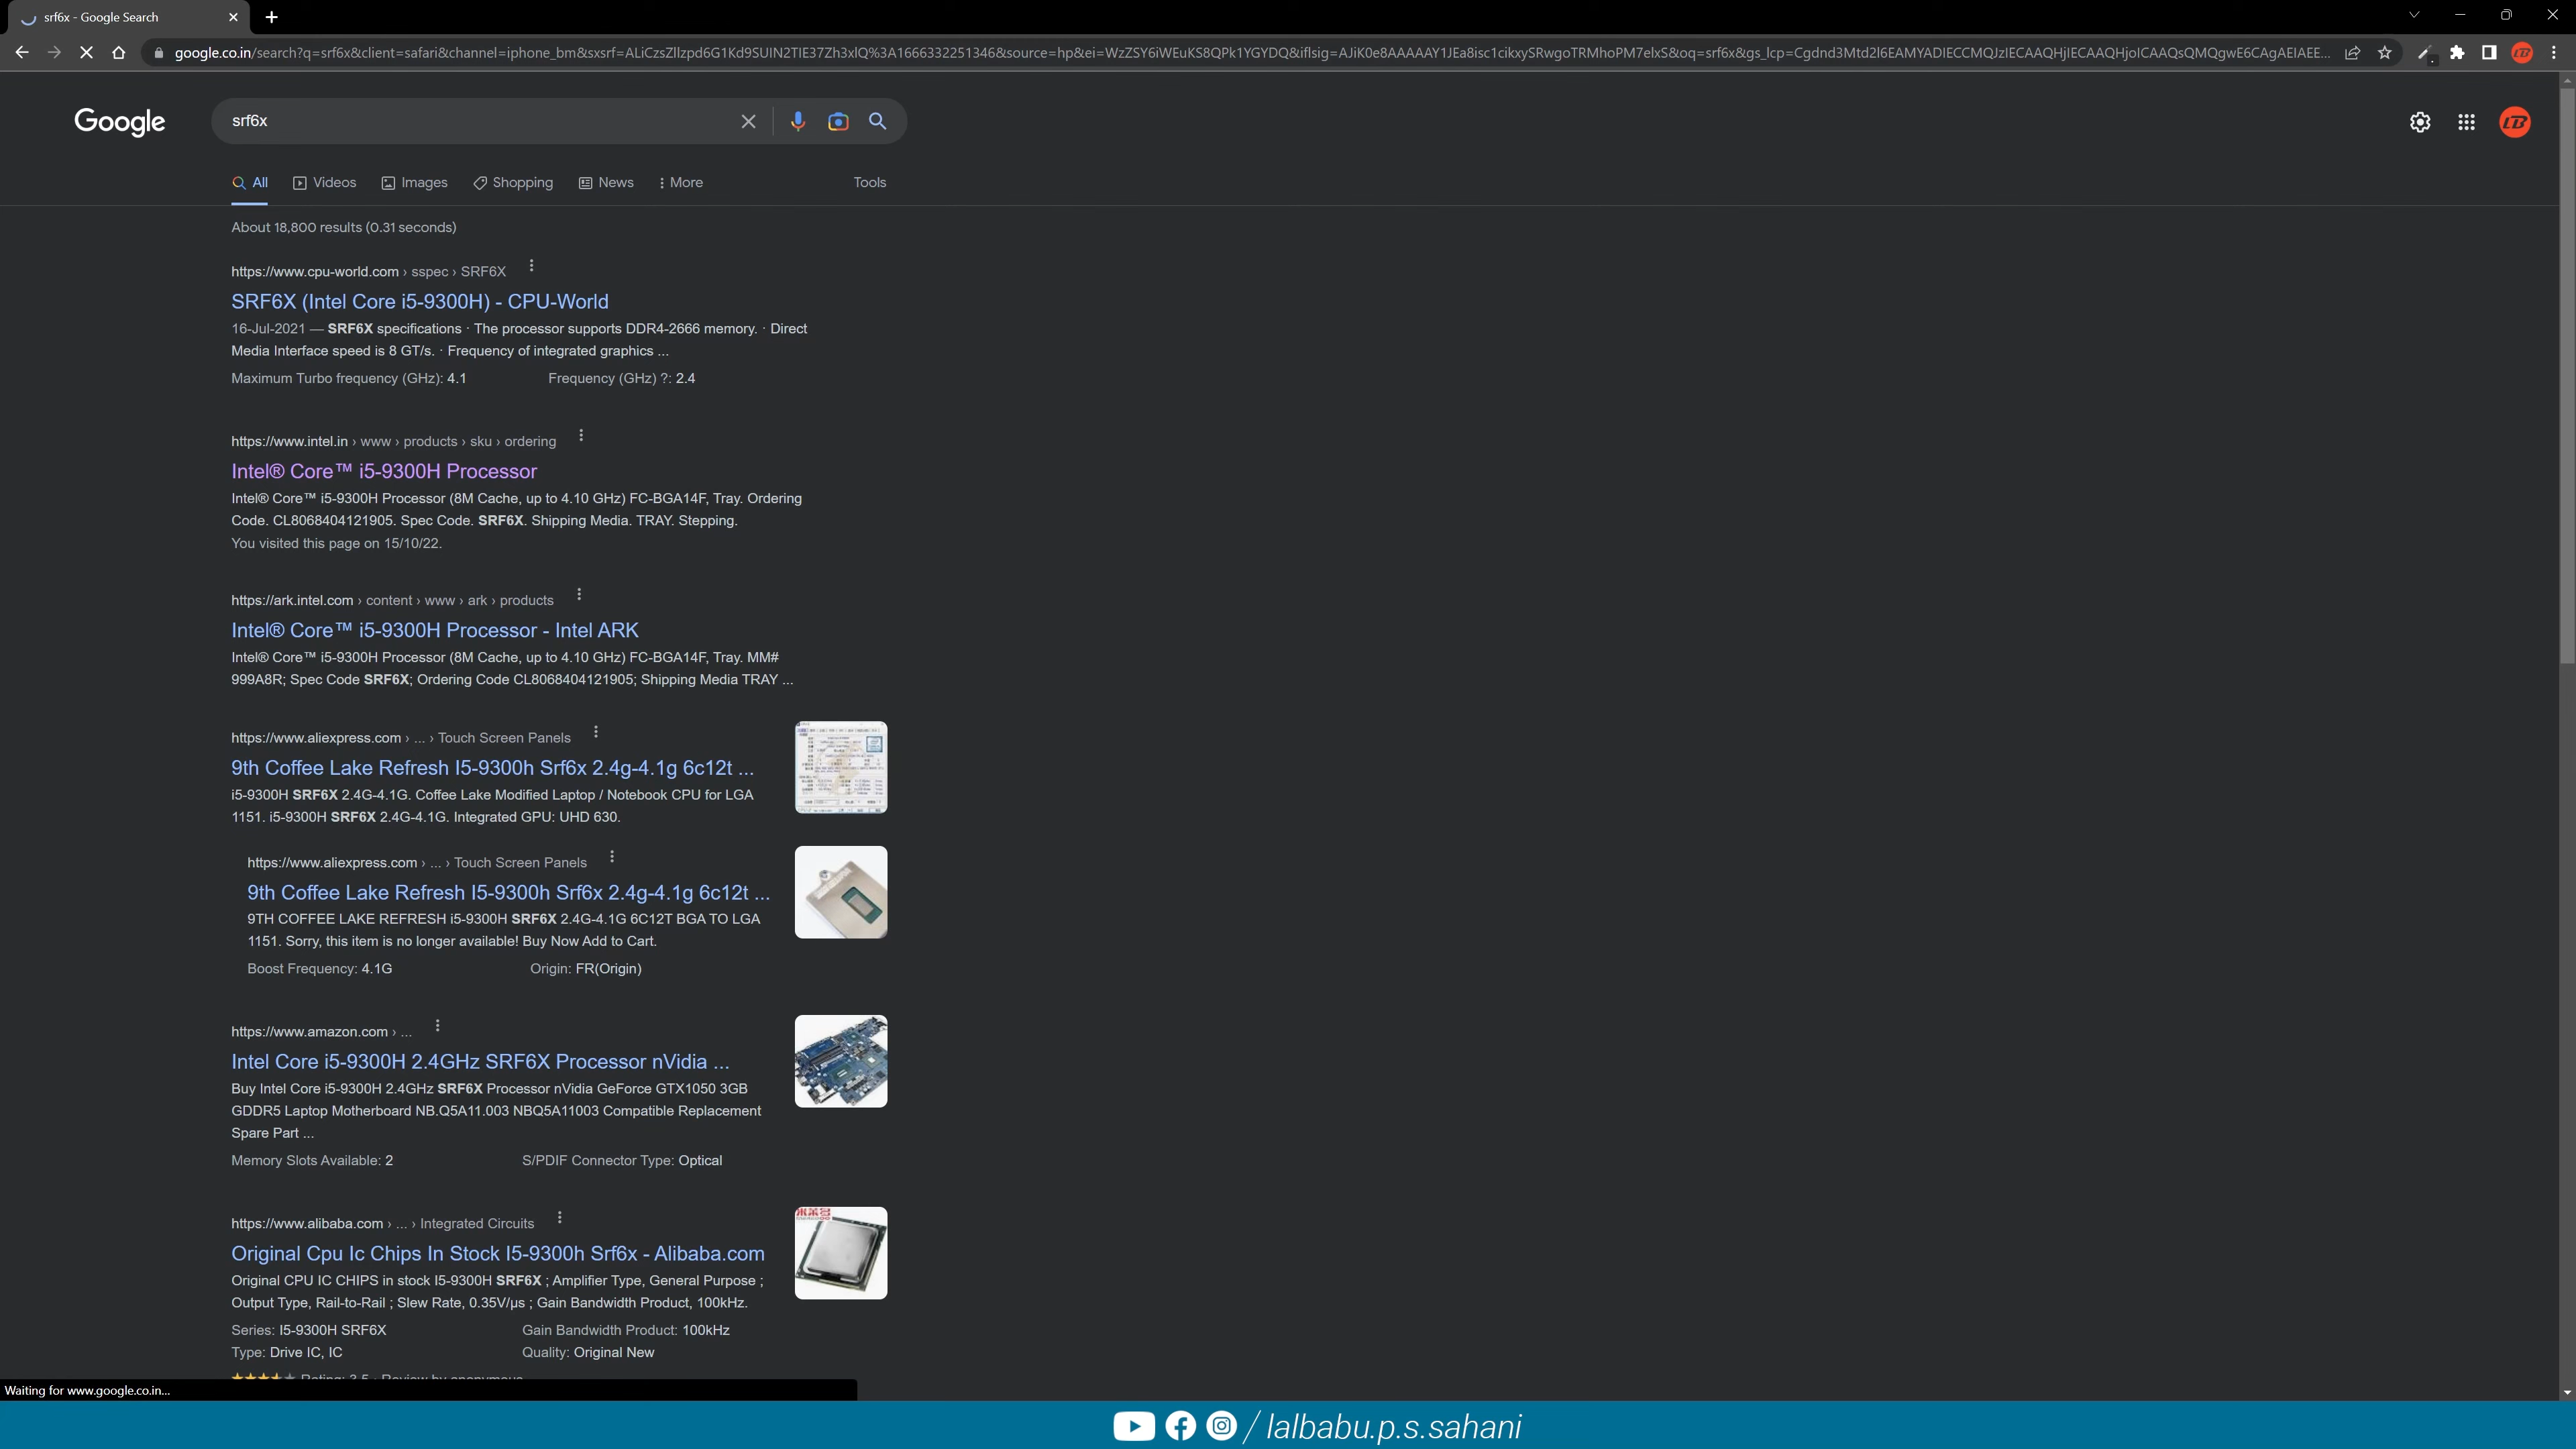 srf6x - Google Search
google.co.in/search?q=srf6x&client=safari&channel=iphone_bm&sxsrf=ALiCzsZllzpd6G1Kd9SUIN2TIE37Zh3xlQ%3A1666332251346&source=hp&ei=WzZSY6iWEuKS8QPk1YGYDQ&iflsig=AJiK0e8AAAAAY1JEa8isc1cikxySRwgoTRMhoPM7elxS&oq=srf6x&gs_lcp=Cgdnd3Mtd2l6EAMYADIECCMQJzIECAAQHjIECAAQHjoICAAQsQMQgwE6CAgAEIAEE...
Google
srf6x
All Videos Images Shopping News More Tools
About 18,800 results (0.31 seconds)
https://www.cpu-world.com › sspec › SRF6X
SRF6X (Intel Core i5-9300H) - CPU-World
16-Jul-2021 — SRF6X specifications · The processor supports DDR4-2666 memory. · Direct
Media Interface speed is 8 GT/s. · Frequency of integrated graphics ...
Maximum Turbo frequency (GHz): 4.1 Frequency (GHz) ?: 2.4
https://www.intel.in › www › products › sku › ordering
Intel® Core™ i5-9300H Processor
Intel® Core™ i5-9300H Processor (8M Cache, up to 4.10 GHz) FC-BGA14F, Tray. Ordering
Code. CL8068404121905. Spec Code. SRF6X. Shipping Media. TRAY. Stepping.
You visited this page on 15/10/22.
https://ark.intel.com › content › www › ark › products
Intel® Core™ i5-9300H Processor - Intel ARK
Intel® Core™ i5-9300H Processor (8M Cache, up to 4.10 GHz) FC-BGA14F, Tray. MM#
999A8R; Spec Code SRF6X; Ordering Code CL8068404121905; Shipping Media TRAY ...
https://www.aliexpress.com › ... › Touch Screen Panels
9th Coffee Lake Refresh I5-9300h Srf6x 2.4g-4.1g 6c12t ...
i5-9300H SRF6X 2.4G-4.1G. Coffee Lake Modified Laptop / Notebook CPU for LGA
1151. i5-9300H SRF6X 2.4G-4.1G. Integrated GPU: UHD 630.
https://www.aliexpress.com › ... › Touch Screen Panels
9th Coffee Lake Refresh I5-9300h Srf6x 2.4g-4.1g 6c12t ...
9TH COFFEE LAKE REFRESH i5-9300H SRF6X 2.4G-4.1G 6C12T BGA TO LGA
1151. Sorry, this item is no longer available! Buy Now Add to Cart.
Boost Frequency: 4.1G Origin: FR(Origin)
https://www.amazon.com › ...
Intel Core i5-9300H 2.4GHz SRF6X Processor nVidia ...
Buy Intel Core i5-9300H 2.4GHz SRF6X Processor nVidia GeForce GTX1050 3GB
GDDR5 Laptop Motherboard NB.Q5A11.003 NBQ5A11003 Compatible Replacement
Spare Part ...
Memory Slots Available: 2 S/PDIF Connector Type: Optical
https://www.alibaba.com › ... › Integrated Circuits
Original Cpu Ic Chips In Stock I5-9300h Srf6x - Alibaba.com
Original CPU IC CHIPS in stock I5-9300H SRF6X ; Amplifier Type, General Purpose ;
Output Type, Rail-to-Rail ; Slew Rate, 0.35V/µs ; Gain Bandwidth Product, 100kHz.
Series: I5-9300H SRF6X Gain Bandwidth Product: 100kHz
Type: Drive IC, IC Quality: Original New
Rating: 3.5 · Review by anonymous
Waiting for www.google.co.in...
/lalbabu.p.s.sahani